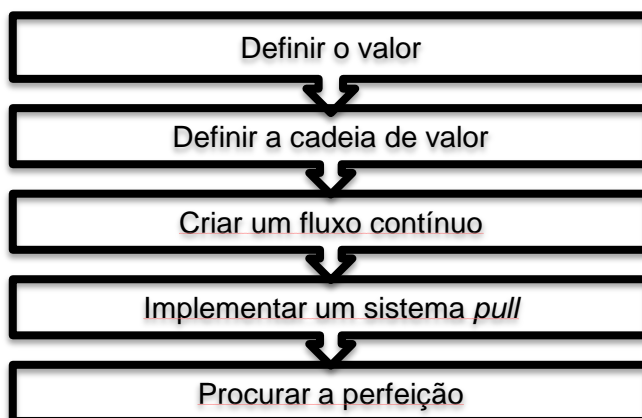 Definir o valor
Definir a cadeia de valor
Criar um fluxo contínuo
Implementar um sistema pull
Procurar a perfeição